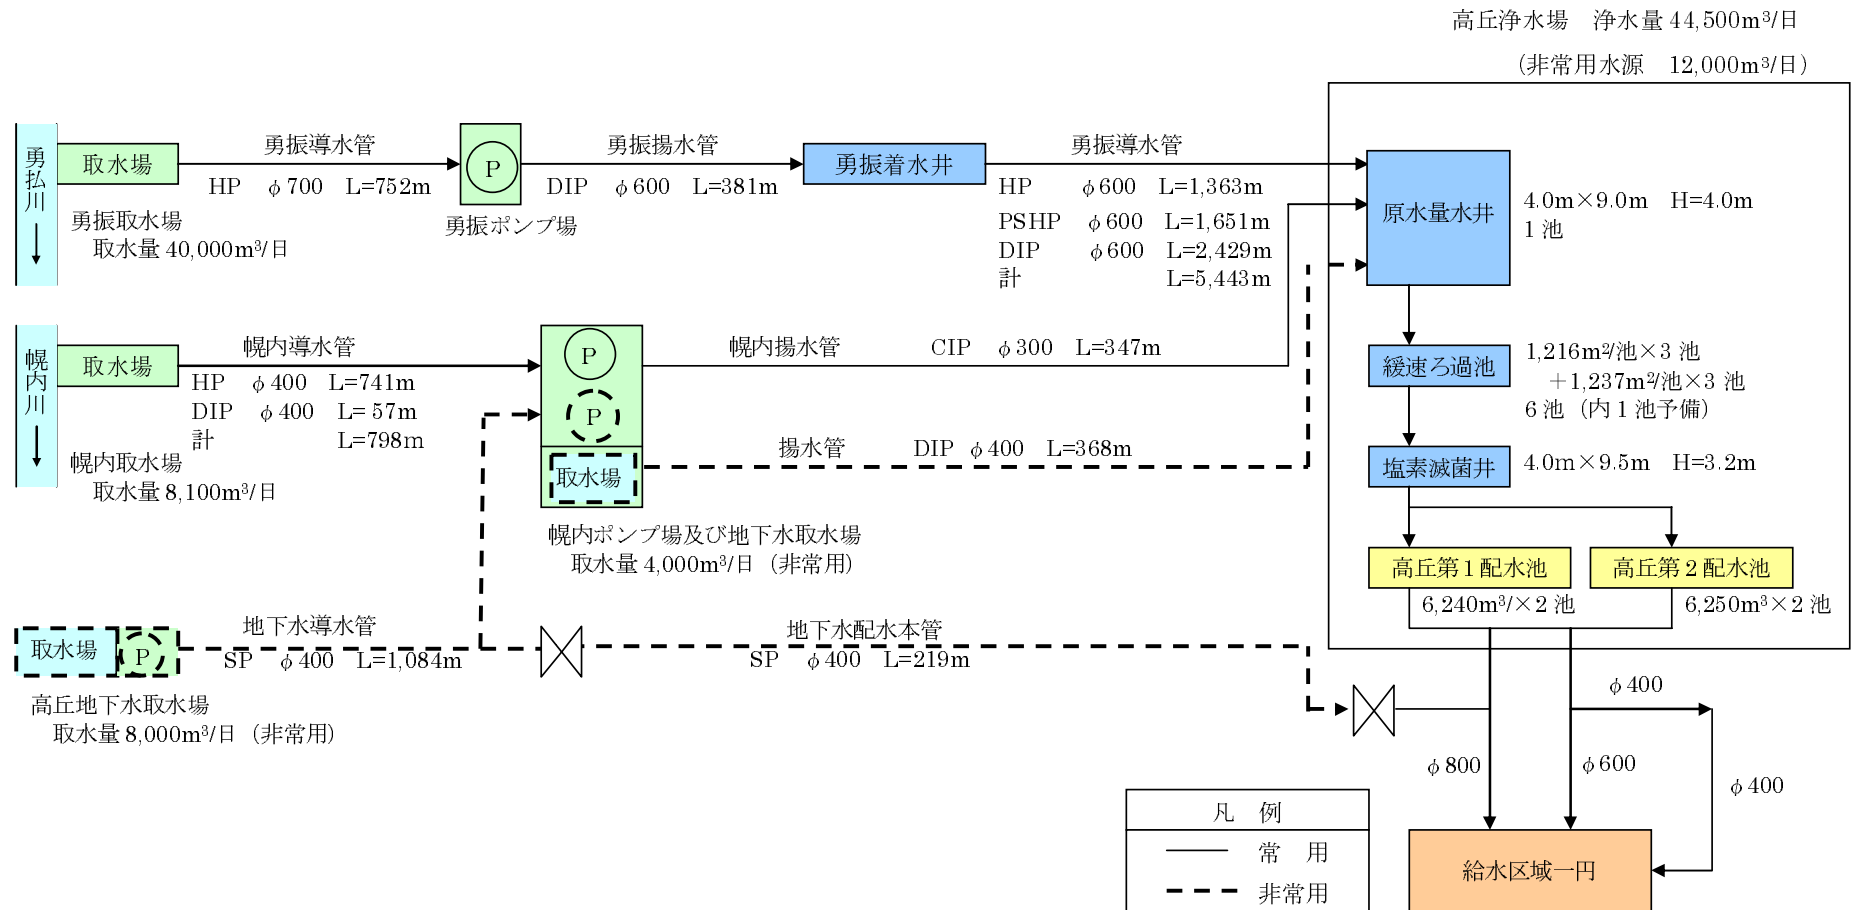 高丘浄水場　浄水量 44,500m³/日
（非常用水源　12,000m³/日）
勇払川
取水場
勇振導水管
HP　φ700　L=752m
勇振取水場
取水量 40,000m³/日
P
勇振ポンプ場
勇振揚水管
DIP　φ600　L=381m
勇振着水井
勇振導水管
HP　φ600　L=1,363m
PSHP　φ600　L=1,651m
DIP　φ600　L=2,429m
計　L=5,443m
原水量水井
4.0m×9.0m　H=4.0m
1 池
幌内川
取水場
幌内導水管
HP　φ400　L=741m
DIP　φ400　L= 57m
計　L=798m
幌内取水場
取水量 8,100m³/日
P
P
取水場
幌内揚水管　CIP　φ300　L=347m
揚水管　DIP　φ400　L=368m
幌内ポンプ場及び地下水取水場
取水量 4,000m³/日（非常用）
緩速ろ過池
1,216m²/池×3 池
＋1,237m²/池×3 池
6 池（内 1 池予備）
塩素滅菌井
4.0m×9.5m　H=3.2m
高丘第１配水池
高丘第２配水池
6,240m³/×2 池
6,250m³×2 池
取水場
P
地下水導水管
SP　φ400　L=1,084m
地下水配水本管
SP　φ400　L=219m
高丘地下水取水場
取水量 8,000m³/日（非常用）
φ400
φ800
φ600
φ400
凡　例
常　用
非常用
給水区域一円